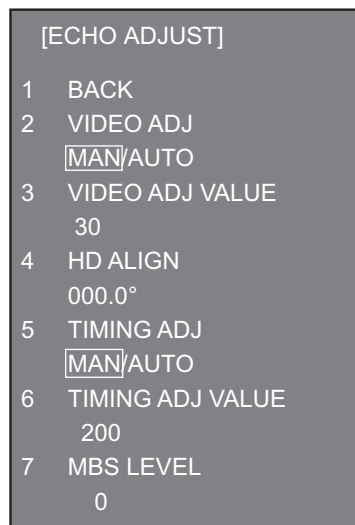 [ECHO ADJUST]
1 BACK
2 VIDEO ADJ
MAN/AUTO
3 VIDEO ADJ VALUE
30
4 HD ALIGN
000.0°
5 TIMING ADJ
MAN/AUTO
6 TIMING ADJ VALUE
200
7 MBS LEVEL
0